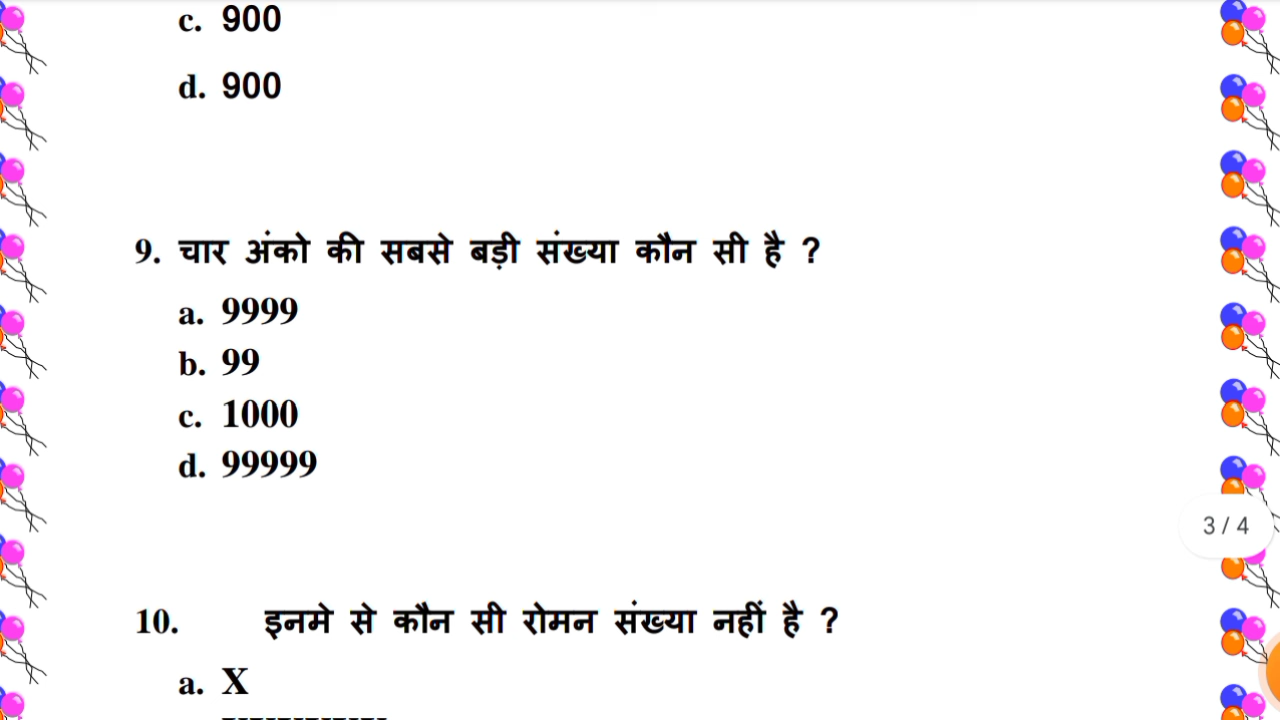 c. 900
d. 900
9. चार अंको की सबसे बड़ी संख्या कौन सी है ?
a. 9999
b. 99
c. 1000
d. 99999
3 / 4
10. इनमे से कौन सी रोमन संख्या नहीं है ?
a. X